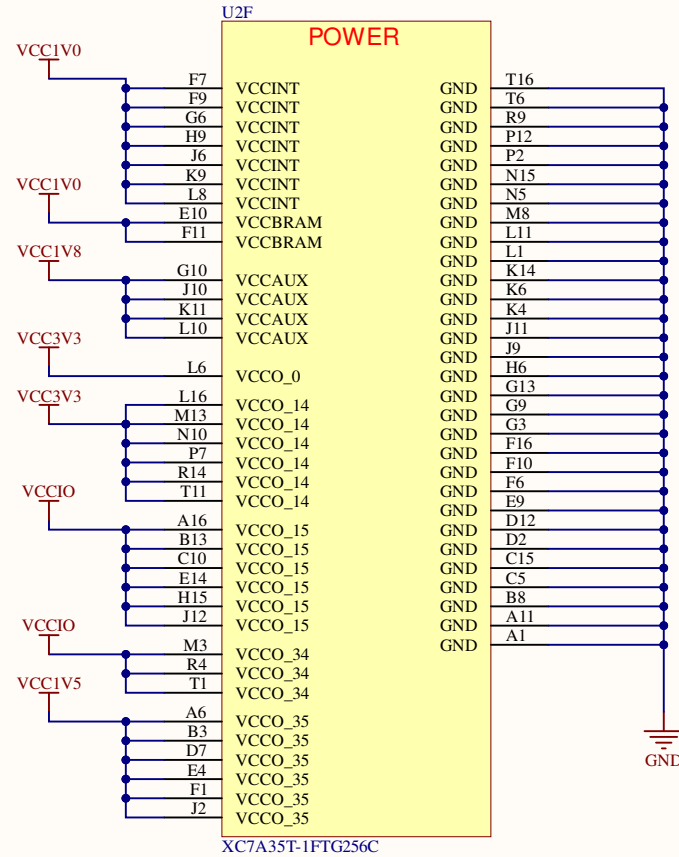 U2F
POWER
VCC1V0
F7 VCCINT GND T16
F9 VCCINT GND T6
G6 VCCINT GND R9
H9 VCCINT GND P12
J6 VCCINT GND P2
K9 VCCINT GND N15
L8 VCCINT GND N5
VCC1V0
E10 VCCBRAM GND M8
F11 VCCBRAM GND L11
GND L1
VCC1V8
G10 VCCAUX GND K14
J10 VCCAUX GND K6
K11 VCCAUX GND K4
L10 VCCAUX GND J11
GND J9
VCC3V3
L6 VCCO_0 GND H6
GND G13
VCC3V3
L16 VCCO_14 GND G9
M13 VCCO_14 GND G3
N10 VCCO_14 GND F16
P7 VCCO_14 GND F10
R14 VCCO_14 GND F6
T11 VCCO_14 GND E9
VCCIO
A16 VCCO_15 GND D12
B13 VCCO_15 GND D2
C10 VCCO_15 GND C15
E14 VCCO_15 GND C5
H15 VCCO_15 GND B8
J12 VCCO_15 GND A11
GND A1
VCCIO
M3 VCCO_34
R4 VCCO_34
T1 VCCO_34
VCC1V5
A6 VCCO_35
B3 VCCO_35
D7 VCCO_35
E4 VCCO_35
F1 VCCO_35
J2 VCCO_35
GND
XC7A35T-1FTG256C